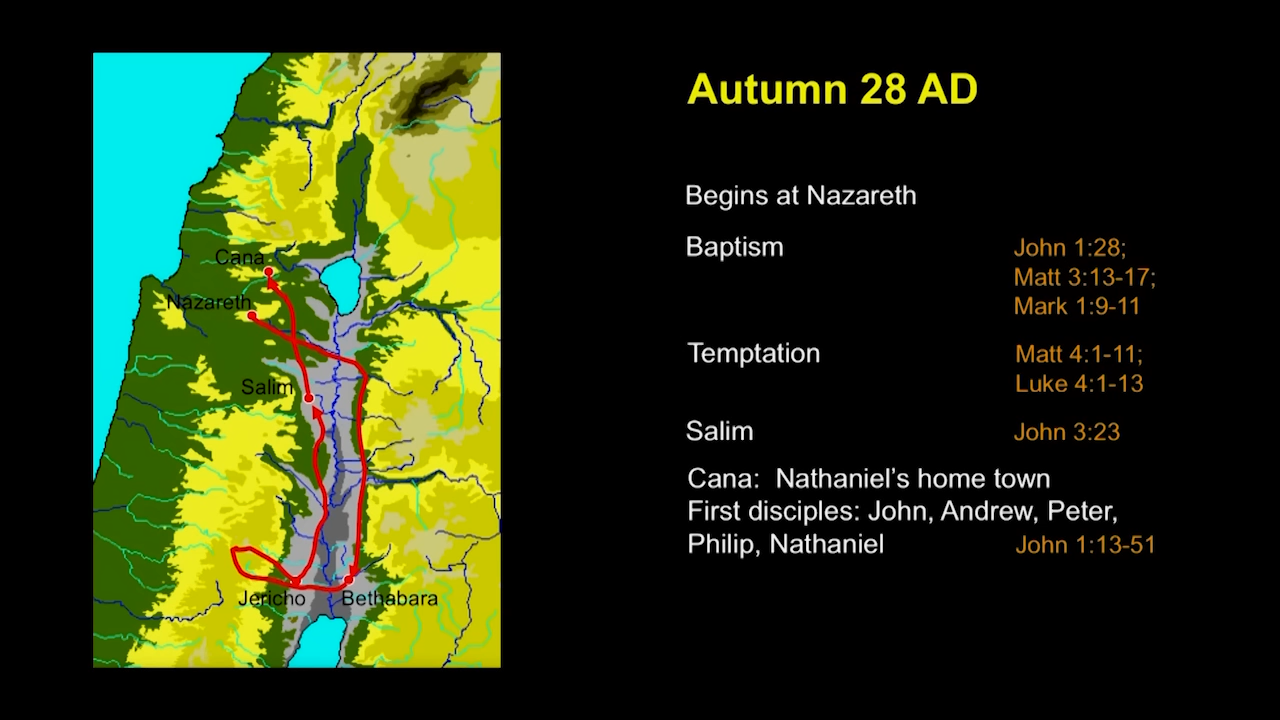 Autumn 28 AD
Begins at Nazareth
Baptism John 1:28;
Matt 3:13-17;
Mark 1:9-11
Temptation Matt 4:1-11;
Luke 4:1-13
Salim John 3:23
Cana: Nathaniel's home town
First disciples: John, Andrew, Peter,
Philip, Nathaniel John 1:13-51
Cana
Nazareth
Salim
Jericho
Bethabara